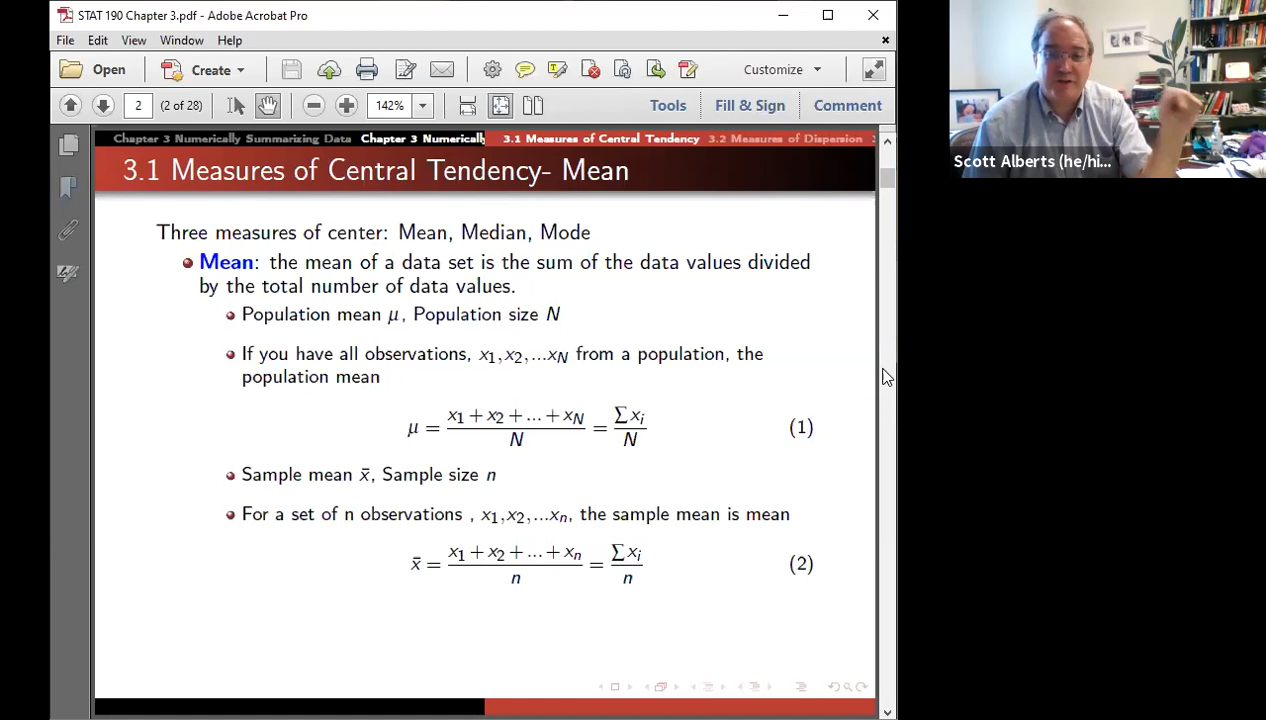 STAT 190 Chapter 3.pdf - Adobe Acrobat Pro
File Edit View Window Help
Open Create Customize
2 (2 of 28) 142% Tools Fill & Sign Comment
Chapter 3 Numerically Summarizing Data Chapter 3 Numerically 3.1 Measures of Central Tendency 3.2 Measures of Dispersion
3.1 Measures of Central Tendency- Mean
Three measures of center: Mean, Median, Mode
Mean: the mean of a data set is the sum of the data values divided
by the total number of data values.
Population mean μ, Population size N
If you have all observations, x₁,x₂,...x_N from a population, the
population mean
μ = (x₁ + x₂ + ... + x_N)/N = ∑x_i/N (1)
Sample mean x̄, Sample size n
For a set of n observations , x₁,x₂,...x_n, the sample mean is mean
x̄ = (x₁ + x₂ + ... + x_n)/n = ∑x_i/n (2)
Scott Alberts (he/hi...